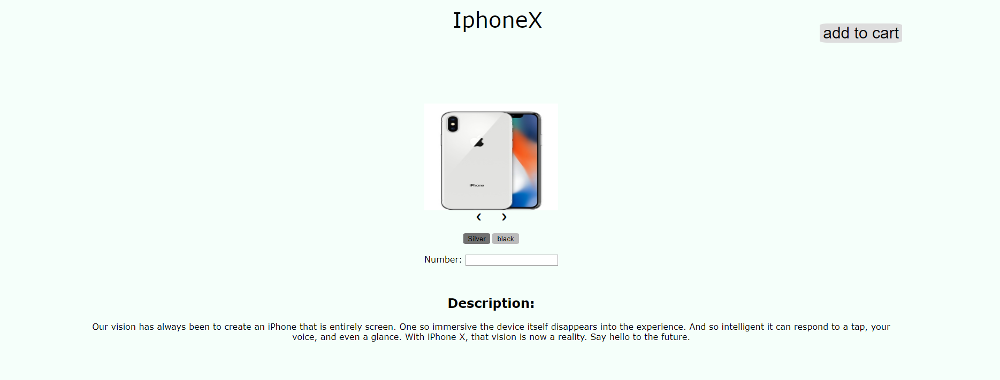 IphoneX
add to cart
iPhone
‹ ›
Silver black
Number:
Description:
Our vision has always been to create an iPhone that is entirely screen. One so immersive the device itself disappears into the experience. And so intelligent it can respond to a tap, your
voice, and even a glance. With iPhone X, that vision is now a reality. Say hello to the future.